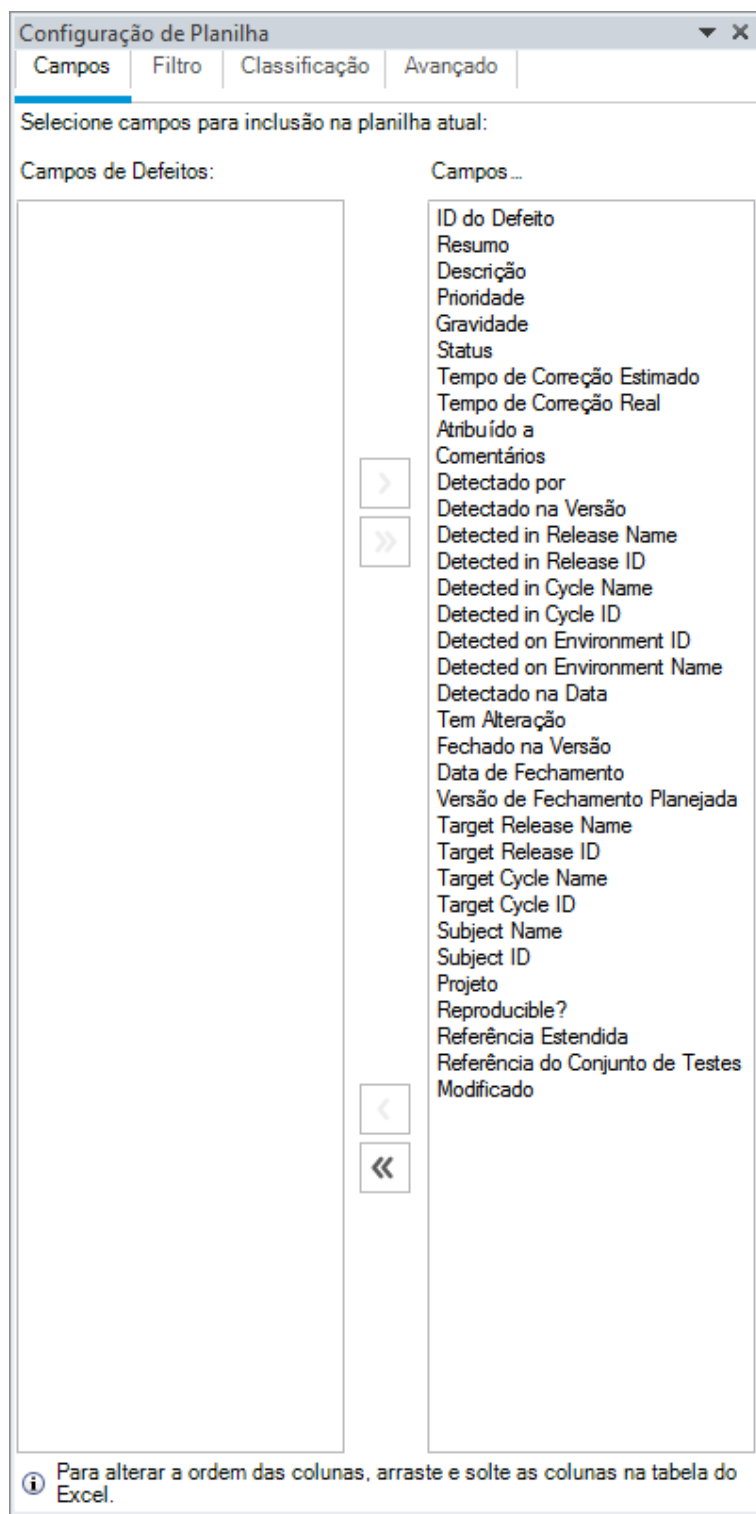 Configuração de Planilha
Campos Filtro Classificação Avançado
Selecione campos para inclusão na planilha atual:
Campos de Defeitos: Campos...
ID do Defeito
Resumo
Descrição
Prioridade
Gravidade
Status
Tempo de Correção Estimado
Tempo de Correção Real
Atribuído a
Comentários
Detectado por
Detectado na Versão
Detected in Release Name
Detected in Release ID
Detected in Cycle Name
Detected in Cycle ID
Detected on Environment ID
Detected on Environment Name
Detectado na Data
Tem Alteração
Fechado na Versão
Data de Fechamento
Versão de Fechamento Planejada
Target Release Name
Target Release ID
Target Cycle Name
Target Cycle ID
Subject Name
Subject ID
Projeto
Reproducible?
Referência Estendida
Referência do Conjunto de Testes
Modificado
Para alterar a ordem das colunas, arraste e solte as colunas na tabela do
Excel.